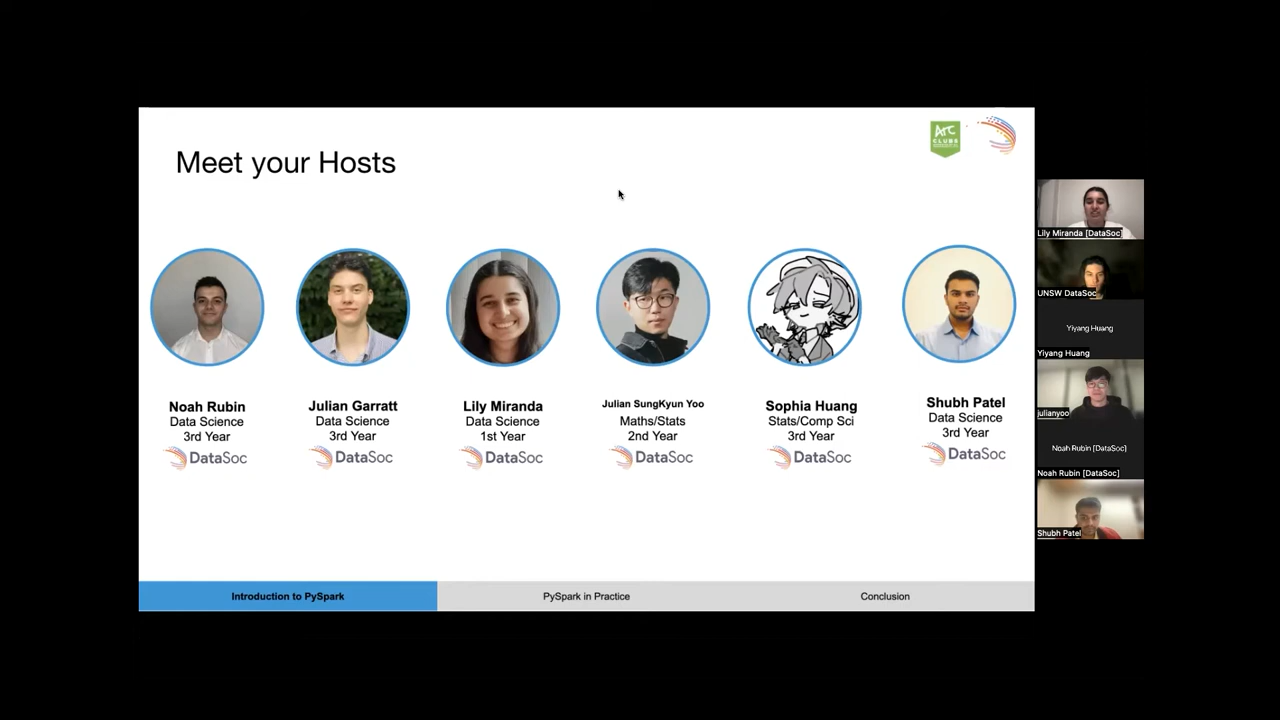 Meet your Hosts
Arc
CLUBS
Noah Rubin
Data Science
3rd Year
DataSoc
Julian Garratt
Data Science
3rd Year
DataSoc
Lily Miranda
Data Science
1st Year
DataSoc
Julian SungKyun Yoo
Maths/Stats
2nd Year
DataSoc
Sophia Huang
Stats/Comp Sci
3rd Year
DataSoc
Shubh Patel
Data Science
3rd Year
DataSoc
Introduction to PySpark
PySpark in Practice
Conclusion
Lily Miranda [DataSoc]
UNSW DataSoc
Yiyang Huang
Yiyang Huang
julianyoo
Noah Rubin [DataSoc]
Noah Rubin [DataSoc]
Shubh Patel